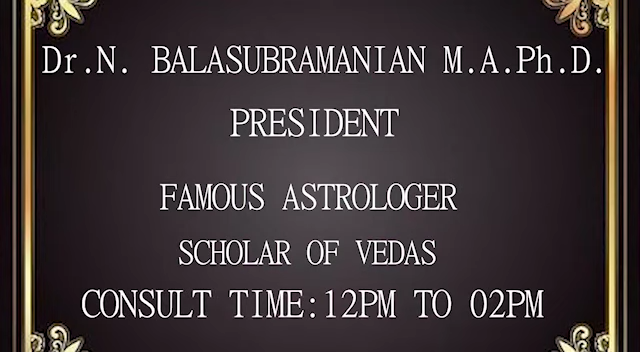 Dr.N. BALASUBRAMANIAN M.A.Ph.D.
PRESIDENT
FAMOUS ASTROLOGER
SCHOLAR OF VEDAS
CONSULT TIME:12PM TO 02PM